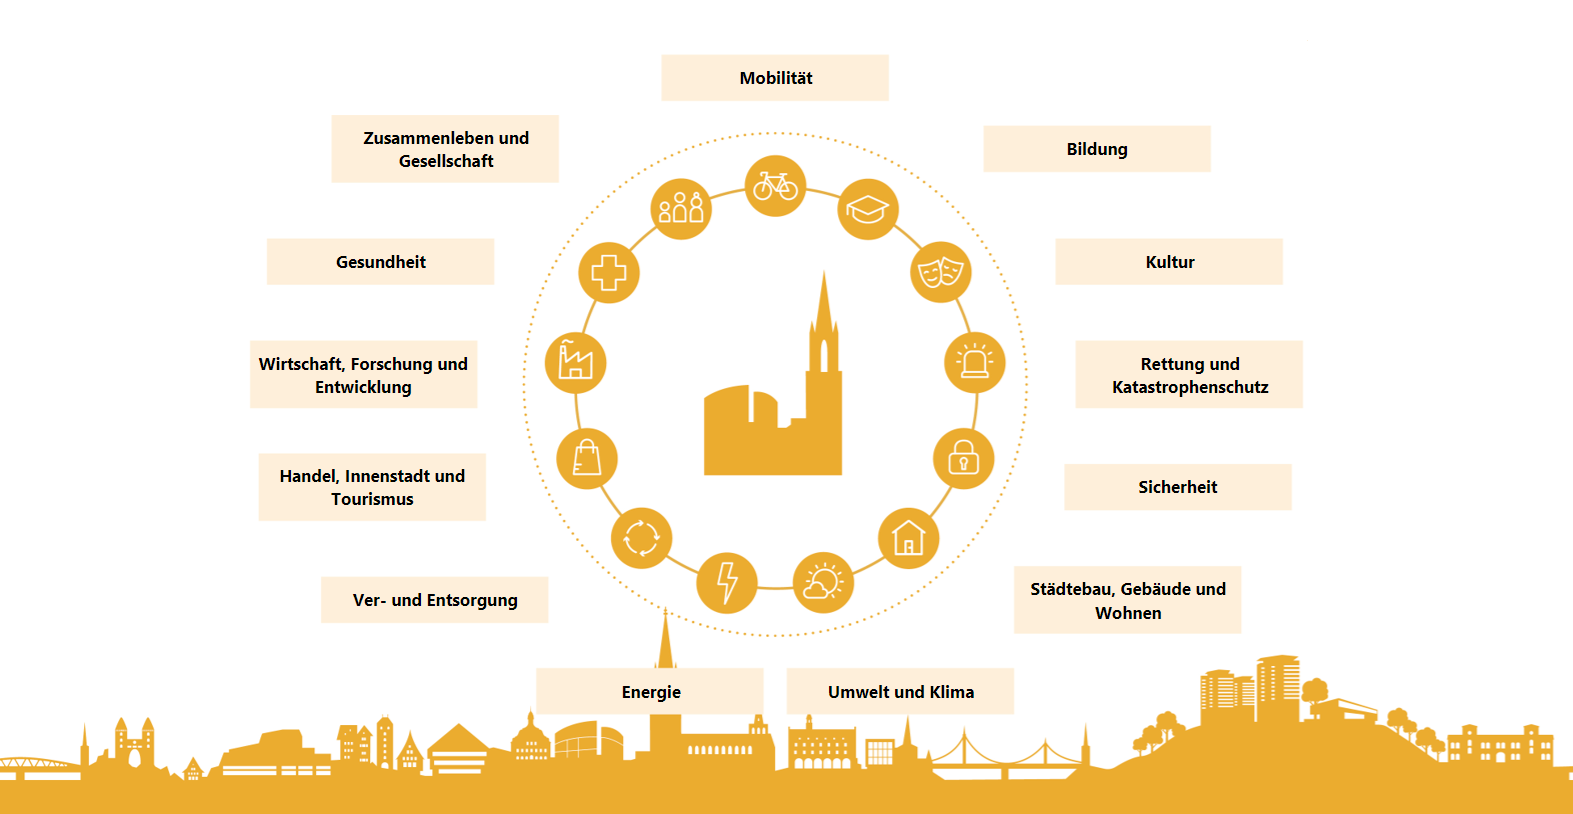 Mobilität
Zusammenleben und
Gesellschaft
Bildung
Gesundheit
Kultur
Wirtschaft, Forschung und
Entwicklung
Rettung und
Katastrophenschutz
Handel, Innenstadt und
Tourismus
Sicherheit
Ver- und Entsorgung
Städtebau, Gebäude und
Wohnen
Energie
Umwelt und Klima